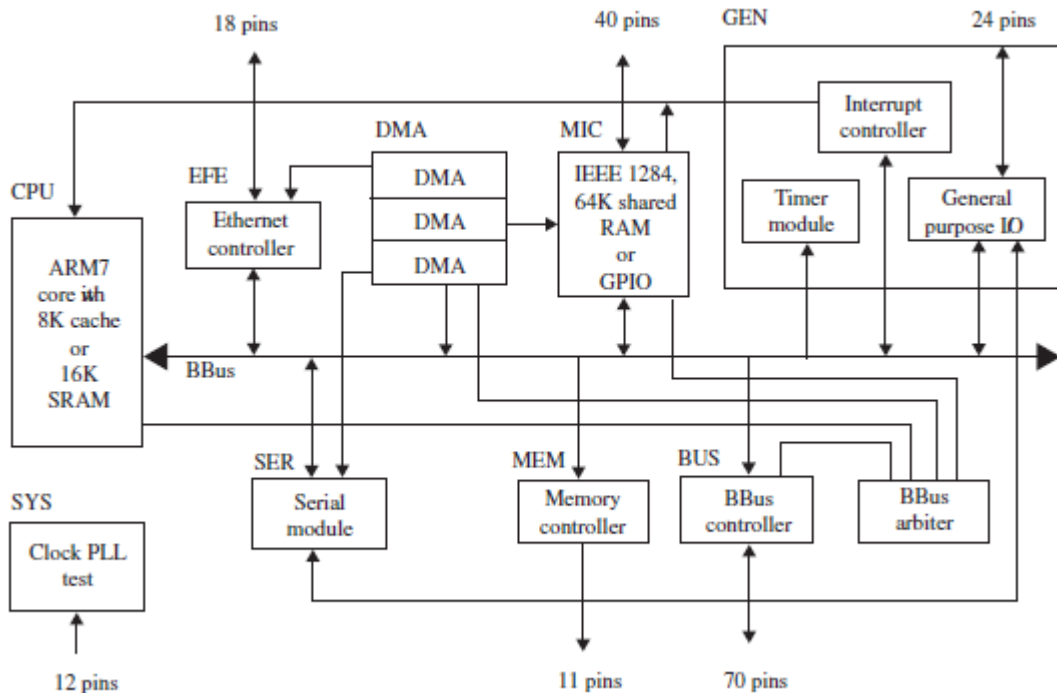 18 pins
40 pins
GEN
24 pins
Interrupt
controller
DMA
MIC
CPU
EFE
DMA
DMA
DMA
IEEE 1284,
64K shared
RAM
or
GPIO
Timer
module
General
purpose I/O
Ethernet
controller
ARM7
core ith
8K cache
or
16K
SRAM
BBus
SER
MEM
BUS
SYS
Serial
module
Memory
controller
BBus
controller
BBus
arbiter
Clock PLL
test
12 pins
11 pins
70 pins